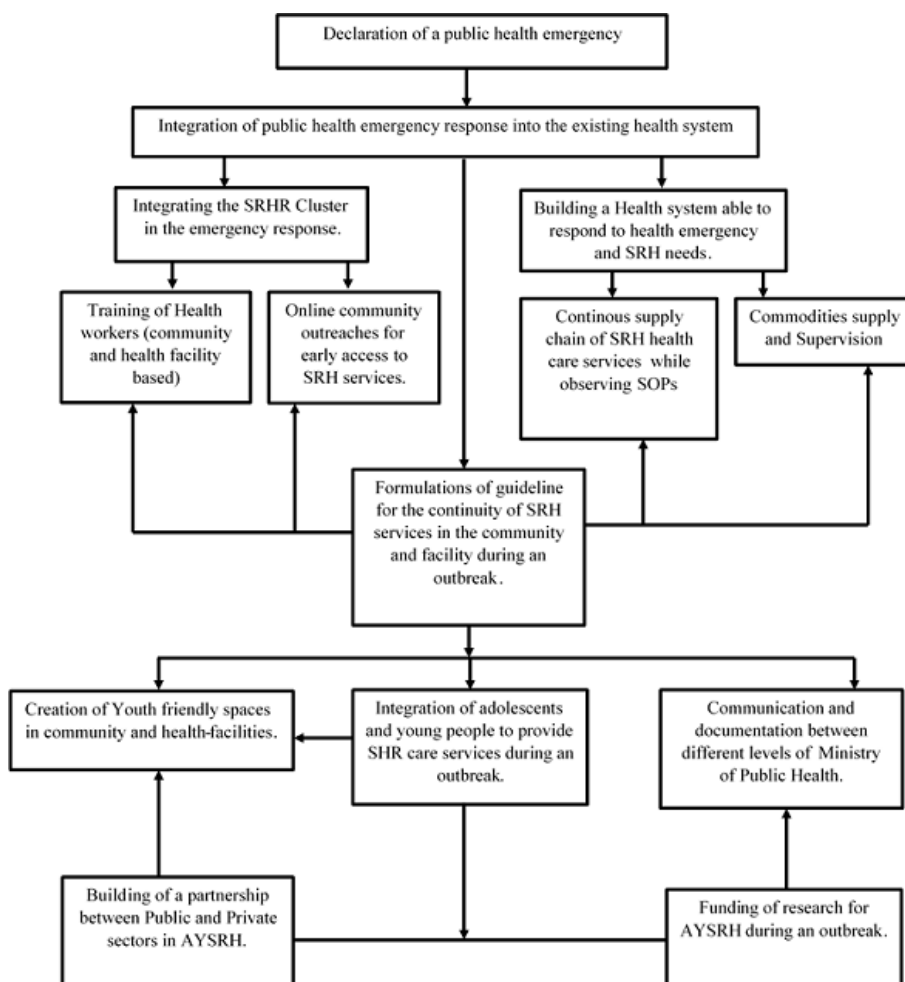 Declaration of a public health emergency
Integration of public health emergency response into the existing health system
Integrating the SRHR Cluster
in the emergency response.
Building a Health system able to
respond to health emergency
and SRH needs.
Training of Health
workers (community
and health facility
based)
Online community
outreaches for
early access to
SRH services.
Continous supply
chain of SRH health
care services while
observing SOPs
Commodities supply
and Supervision
Formulations of guideline
for the continuity of SRH
services in the community
and facility during an
outbreak.
Creation of Youth friendly spaces
in community and health-facilities.
Integration of adolescents
and young people to provide
SHR care services during an
outbreak.
Communication and
documentation between
different levels of Ministry
of Public Health.
Building of a partnership
between Public and Private
sectors in AYSRH.
Funding of research for
AYSRH during an outbreak.